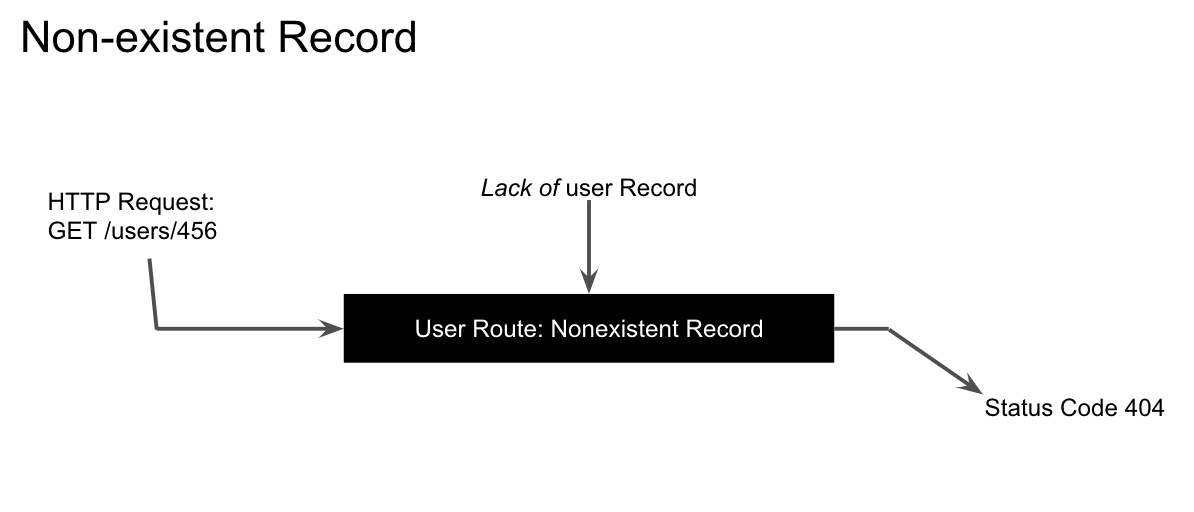 Non-existent Record
HTTP Request:
GET /users/456
Lack of user Record
User Route: Nonexistent Record
Status Code 404